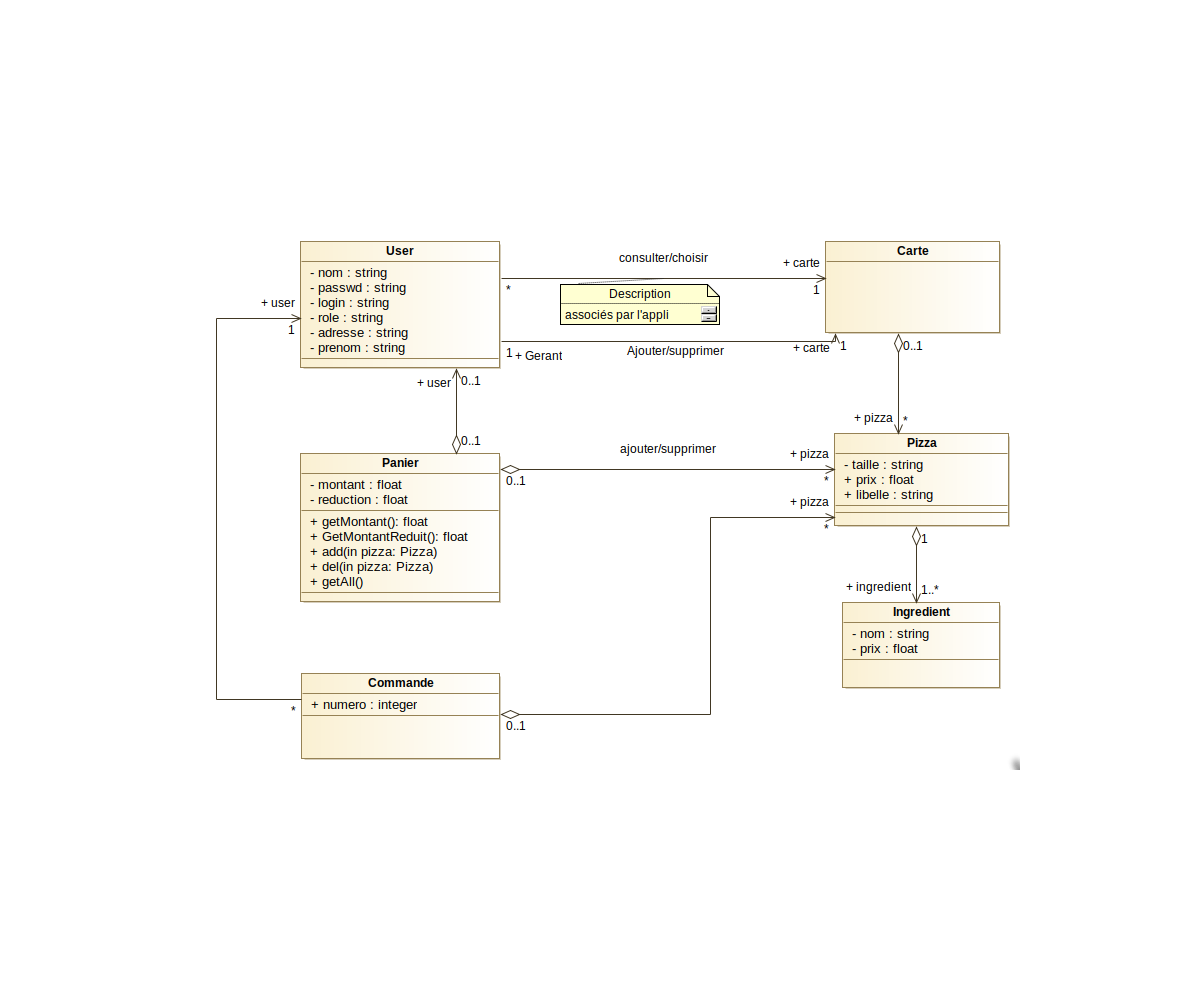 User
- nom : string
- passwd : string
- login : string
- role : string
- adresse : string
- prenom : string
consulter/choisir
+ carte
*
1
Description
associés par l'appli
Carte
+ user
1
1
+ Gerant
Ajouter/supprimer
+ carte
1
0..1
+ user
0..1
0..1
+ pizza
*
Panier
- montant : float
- reduction : float
+ getMontant(): float
+ GetMontantReduit(): float
+ add(in pizza: Pizza)
+ del(in pizza: Pizza)
+ getAll()
ajouter/supprimer
0..1
+ pizza
*
+ pizza
*
Pizza
- taille : string
+ prix : float
+ libelle : string
1
+ ingredient
1..*
Ingredient
- nom : string
- prix : float
Commande
+ numero : integer
*
0..1